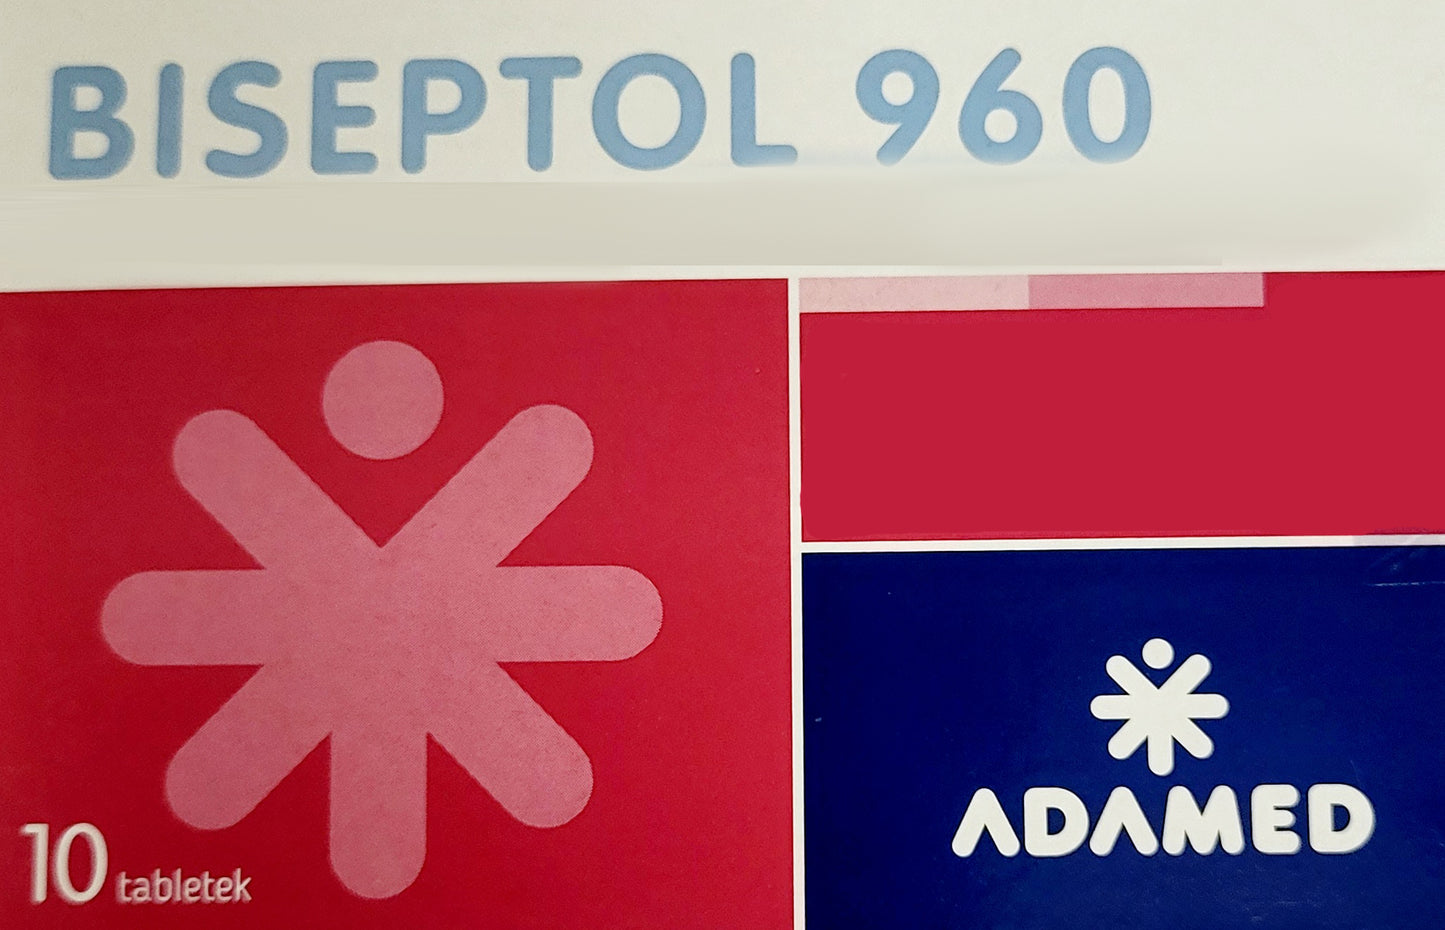 BISEPTOL 960
10 tabletek
ADAMED